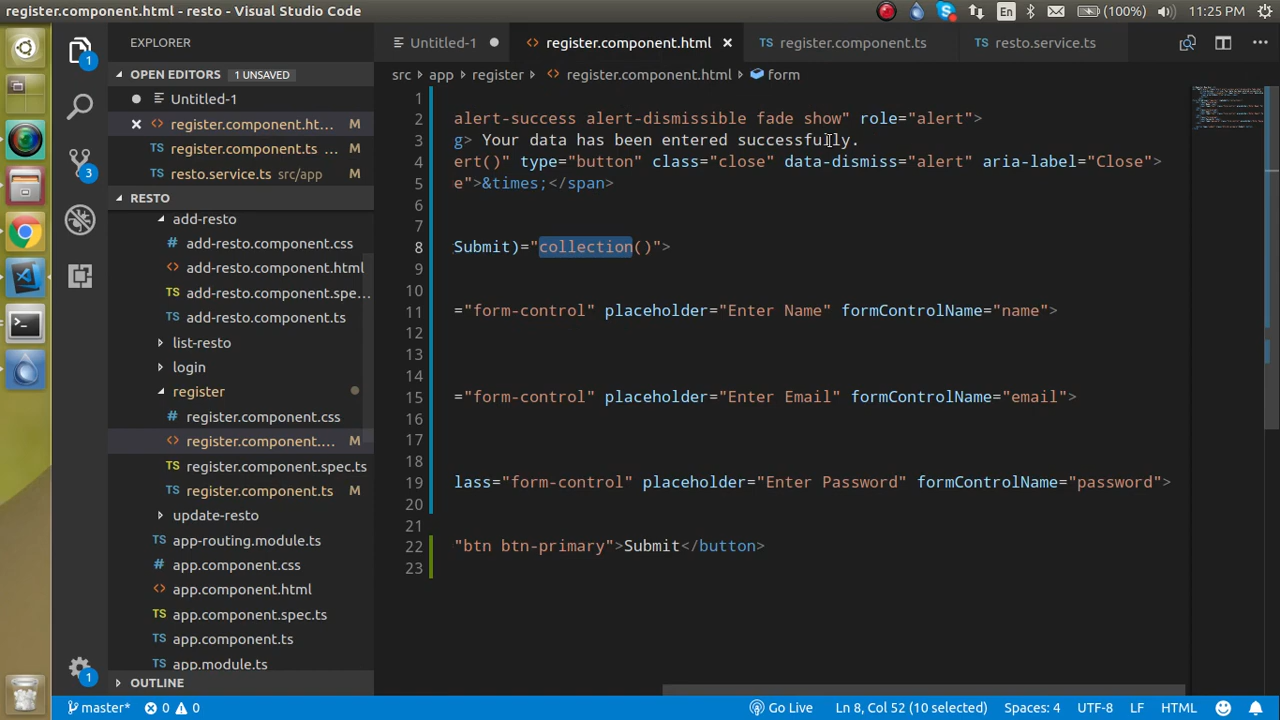 register.component.html - resto - Visual Studio Code
En
(100%)
11:25 PM
EXPLORER
OPEN EDITORS
1 UNSAVED
Untitled-1
register.component.ht...
M
register.component.ts ...
M
resto.service.ts src/app
M
RESTO
add-resto
add-resto.component.css
add-resto.component.html
add-resto.component.spe...
add-resto.component.ts
list-resto
login
register
register.component.css
register.component....
M
register.component.spec.ts
register.component.ts
M
update-resto
app-routing.module.ts
app.component.css
app.component.html
app.component.spec.ts
app.component.ts
app.module.ts
OUTLINE
1
3
1
Untitled-1
register.component.html
register.component.ts
resto.service.ts
src > app > register > register.component.html > form
1
2 alert-success alert-dismissible fade show" role="alert">
3 g> Your data has been entered successfully.
4 ert()" type="button" class="close" data-dismiss="alert" aria-label="Close">
5 e">&times;</span>
6
7
8 Submit)="collection()">
9
10
11 ="form-control" placeholder="Enter Name" formControlName="name">
12
13
14
15 ="form-control" placeholder="Enter Email" formControlName="email">
16
17
18
19 lass="form-control" placeholder="Enter Password" formControlName="password">
20
21
22 "btn btn-primary">Submit</button>
23
master*
0
0
Go Live
Ln 8, Col 52 (10 selected)
Spaces: 4
UTF-8
LF
HTML